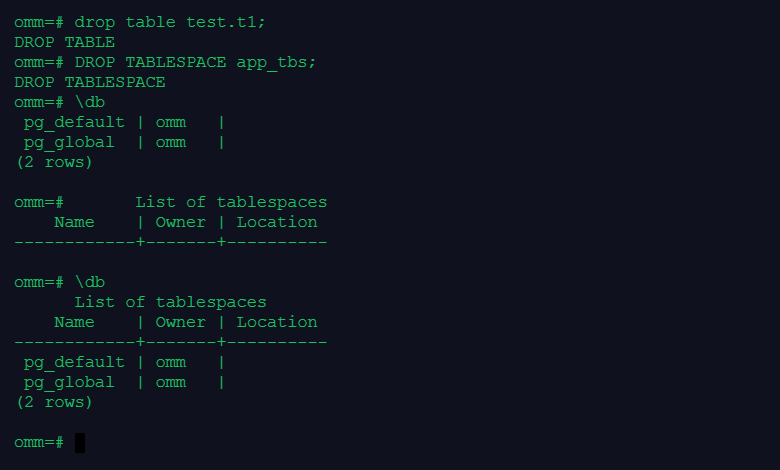 omm=# drop table test.t1;
DROP TABLE
omm=# DROP TABLESPACE app_tbs;
DROP TABLESPACE
omm=# \db
 pg_default | omm   |
 pg_global  | omm   |
(2 rows)

omm=#       List of tablespaces
    Name    | Owner | Location
------------+-------+----------

omm=# \db
      List of tablespaces
    Name    | Owner | Location
------------+-------+----------
 pg_default | omm   |
 pg_global  | omm   |
(2 rows)

omm=#